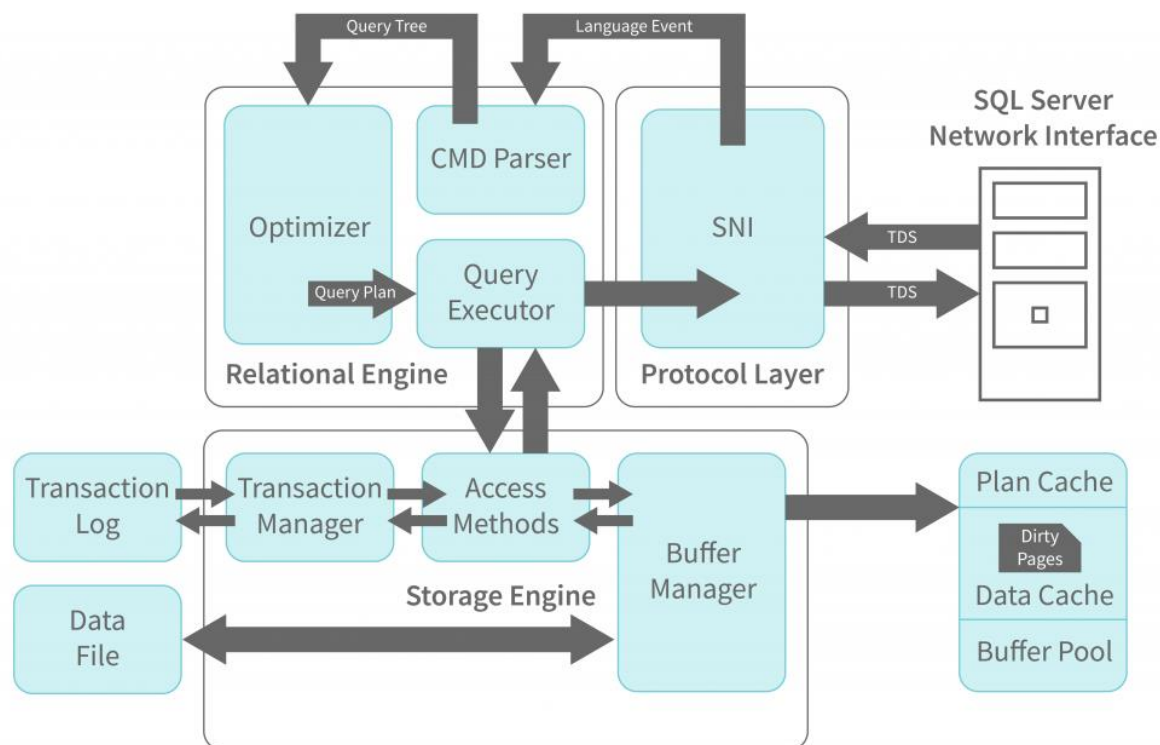 Query Tree
Language Event
SQL Server
Network Interface
CMD Parser
Optimizer
SNI
TDS
Query Plan
Query
Executor
TDS
Relational Engine
Protocol Layer
Transaction
Log
Transaction
Manager
Access
Methods
Buffer
Manager
Plan Cache
Dirty
Pages
Data Cache
Buffer Pool
Storage Engine
Data
File